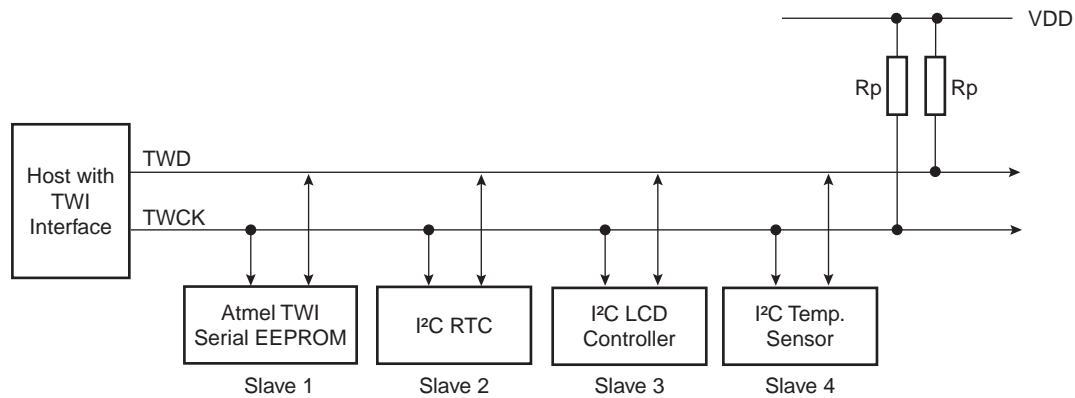 VDD
Rp
Rp
Host with
TWI
Interface
TWD
TWCK
Atmel TWI
Serial EEPROM
Slave 1
I²C RTC
Slave 2
I²C LCD
Controller
Slave 3
I²C Temp.
Sensor
Slave 4